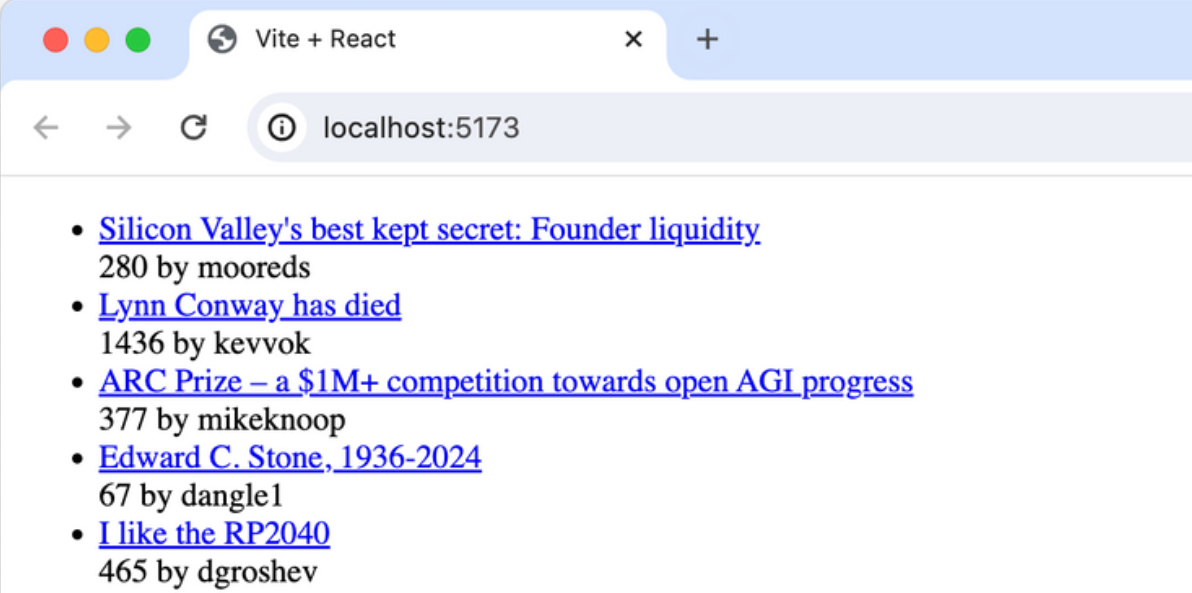 Vite + React
localhost:5173
Silicon Valley's best kept secret: Founder liquidity
280 by mooreds
Lynn Conway has died
1436 by kevvok
ARC Prize – a $1M+ competition towards open AGI progress
377 by mikeknoop
Edward C. Stone, 1936-2024
67 by dangle1
I like the RP2040
465 by dgroshev